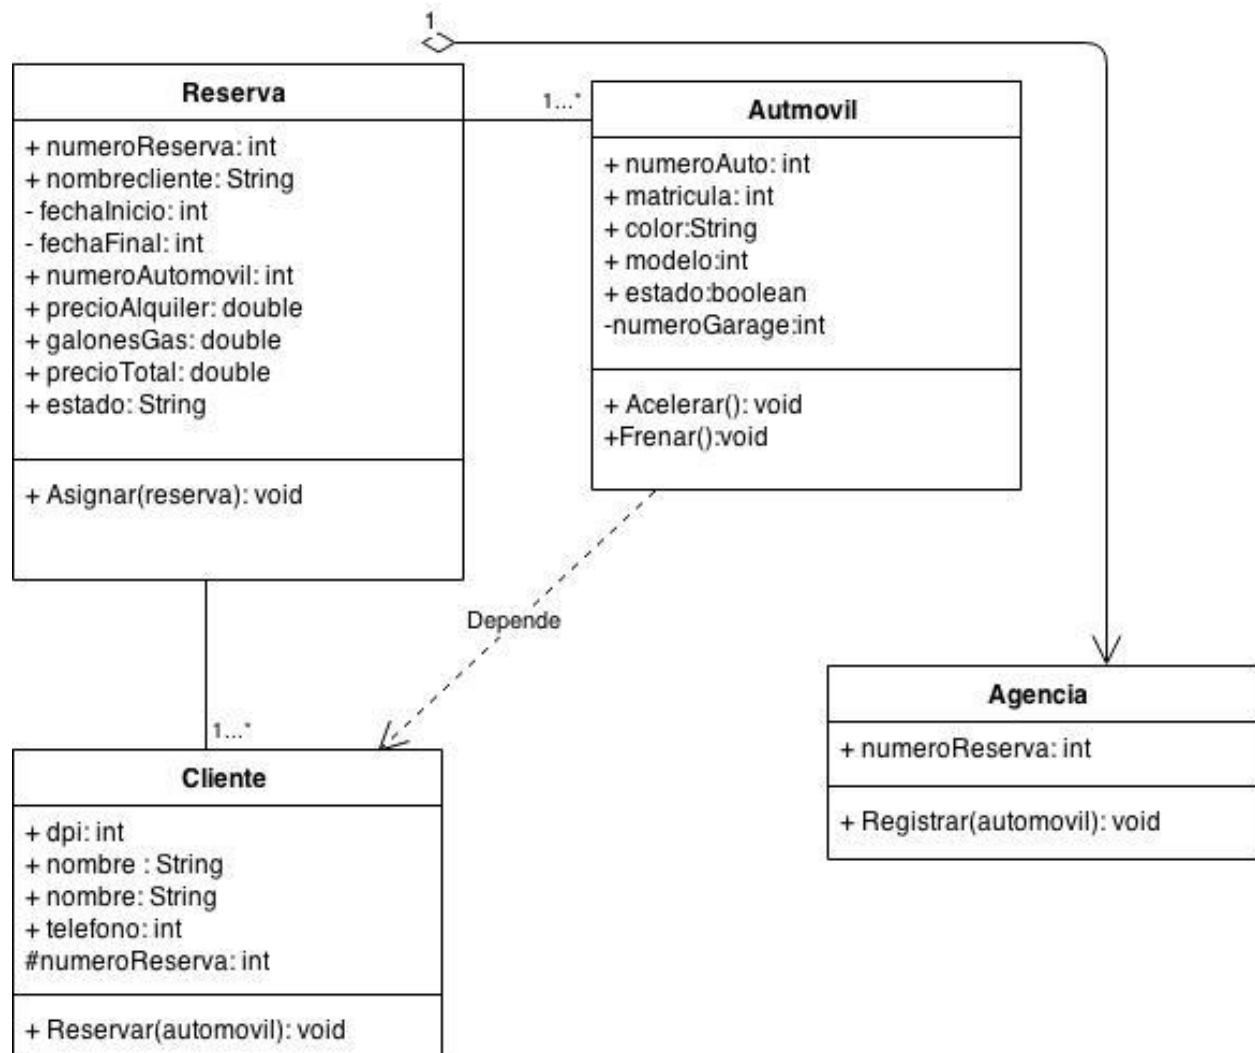 1
Reserva
+ numeroReserva: int
+ nombrecliente: String
- fechaInicio: int
- fechaFinal: int
+ numeroAutomovil: int
+ precioAlquiler: double
+ galonesGas: double
+ precioTotal: double
+ estado: String
+ Asignar(reserva): void
1...*
Autmovil
+ numeroAuto: int
+ matricula: int
+ color:String
+ modelo:int
+ estado:boolean
-numeroGarage:int
+ Acelerar(): void
+Frenar():void
Depende
1...*
Cliente
+ dpi: int
+ nombre : String
+ nombre: String
+ telefono: int
#numeroReserva: int
+ Reservar(automovil): void
Agencia
+ numeroReserva: int
+ Registrar(automovil): void